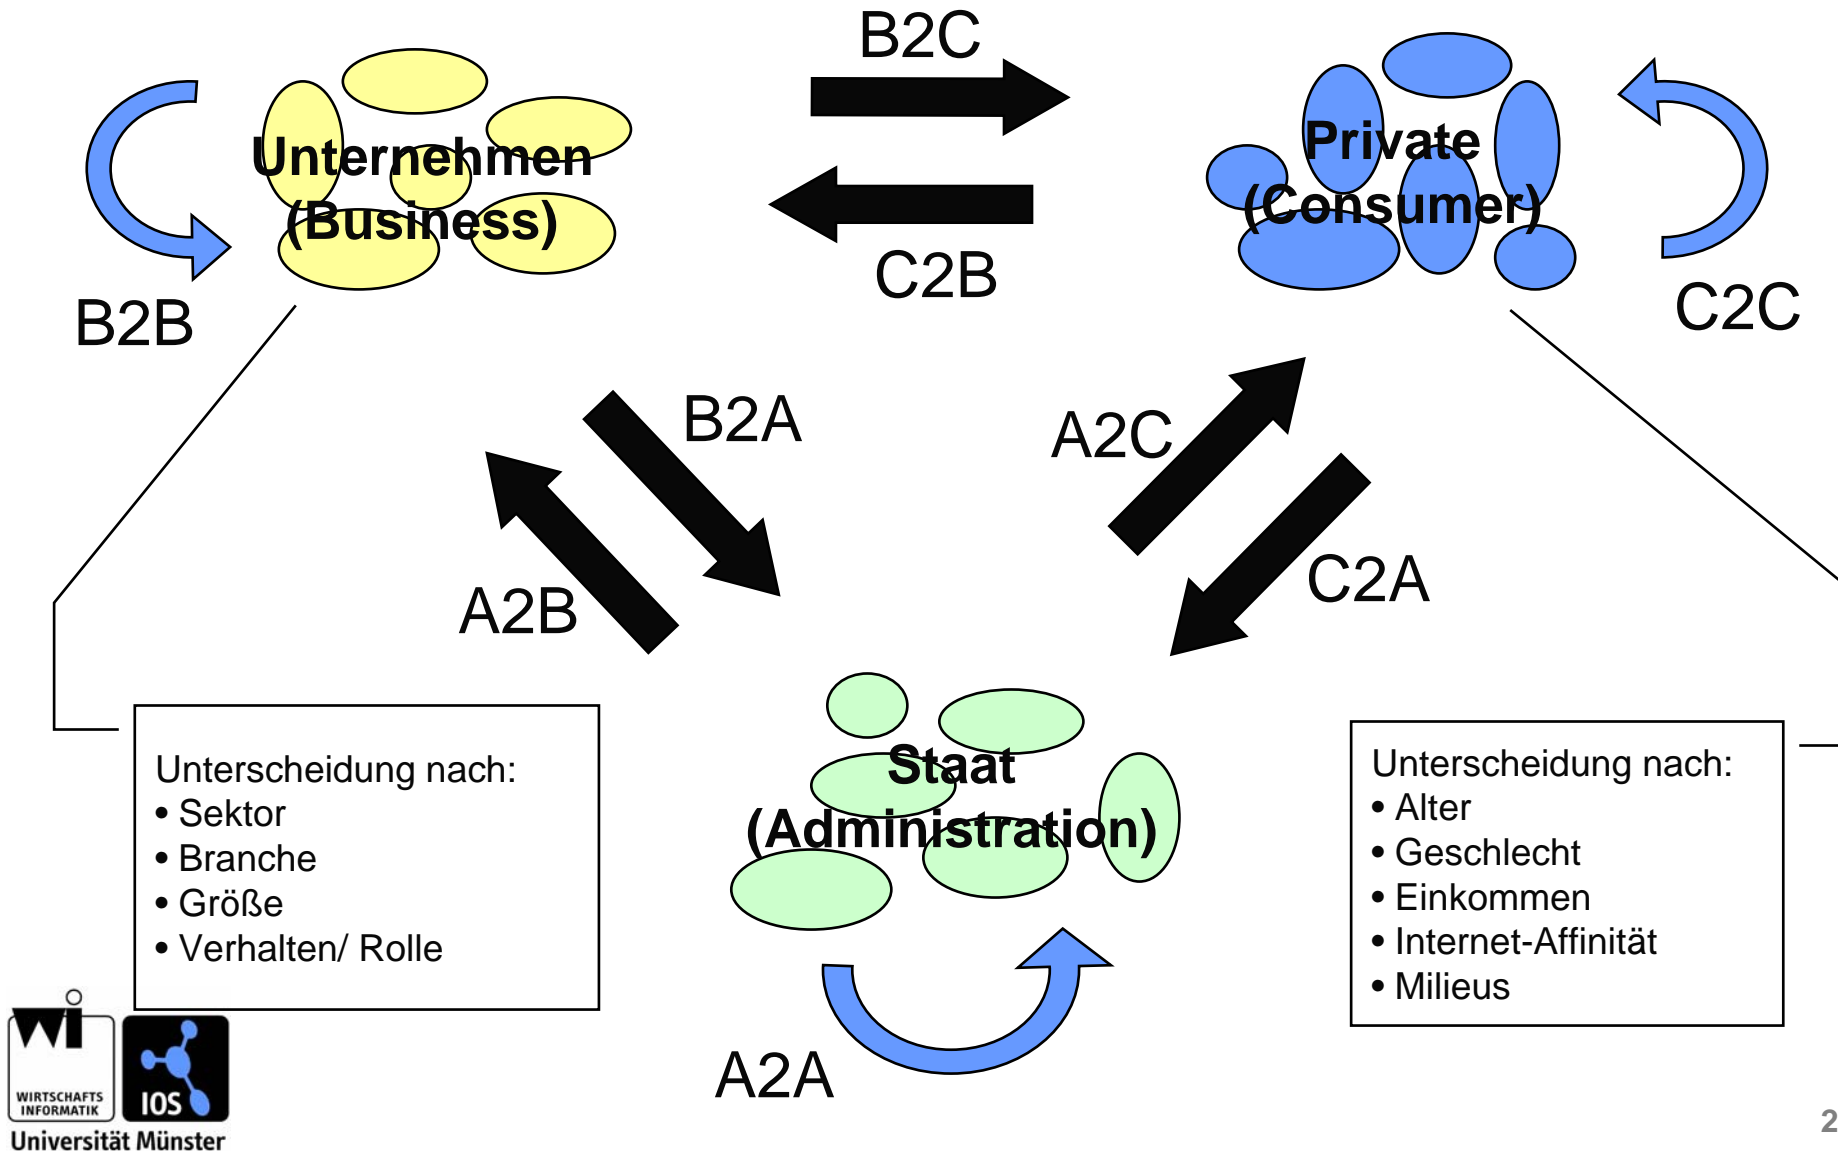 B2C
Unternehmen
(Business)
Private
(Consumer)
C2B
B2B
C2C
B2A
A2C
A2B
C2A
Staat
(Administration)
Unterscheidung nach:
• Sektor
• Branche
• Größe
• Verhalten/ Rolle
Unterscheidung nach:
• Alter
• Geschlecht
• Einkommen
• Internet-Affinität
• Milieus
A2A
WI
WIRTSCHAFTS
INFORMATIK
IOS
Universität Münster
2